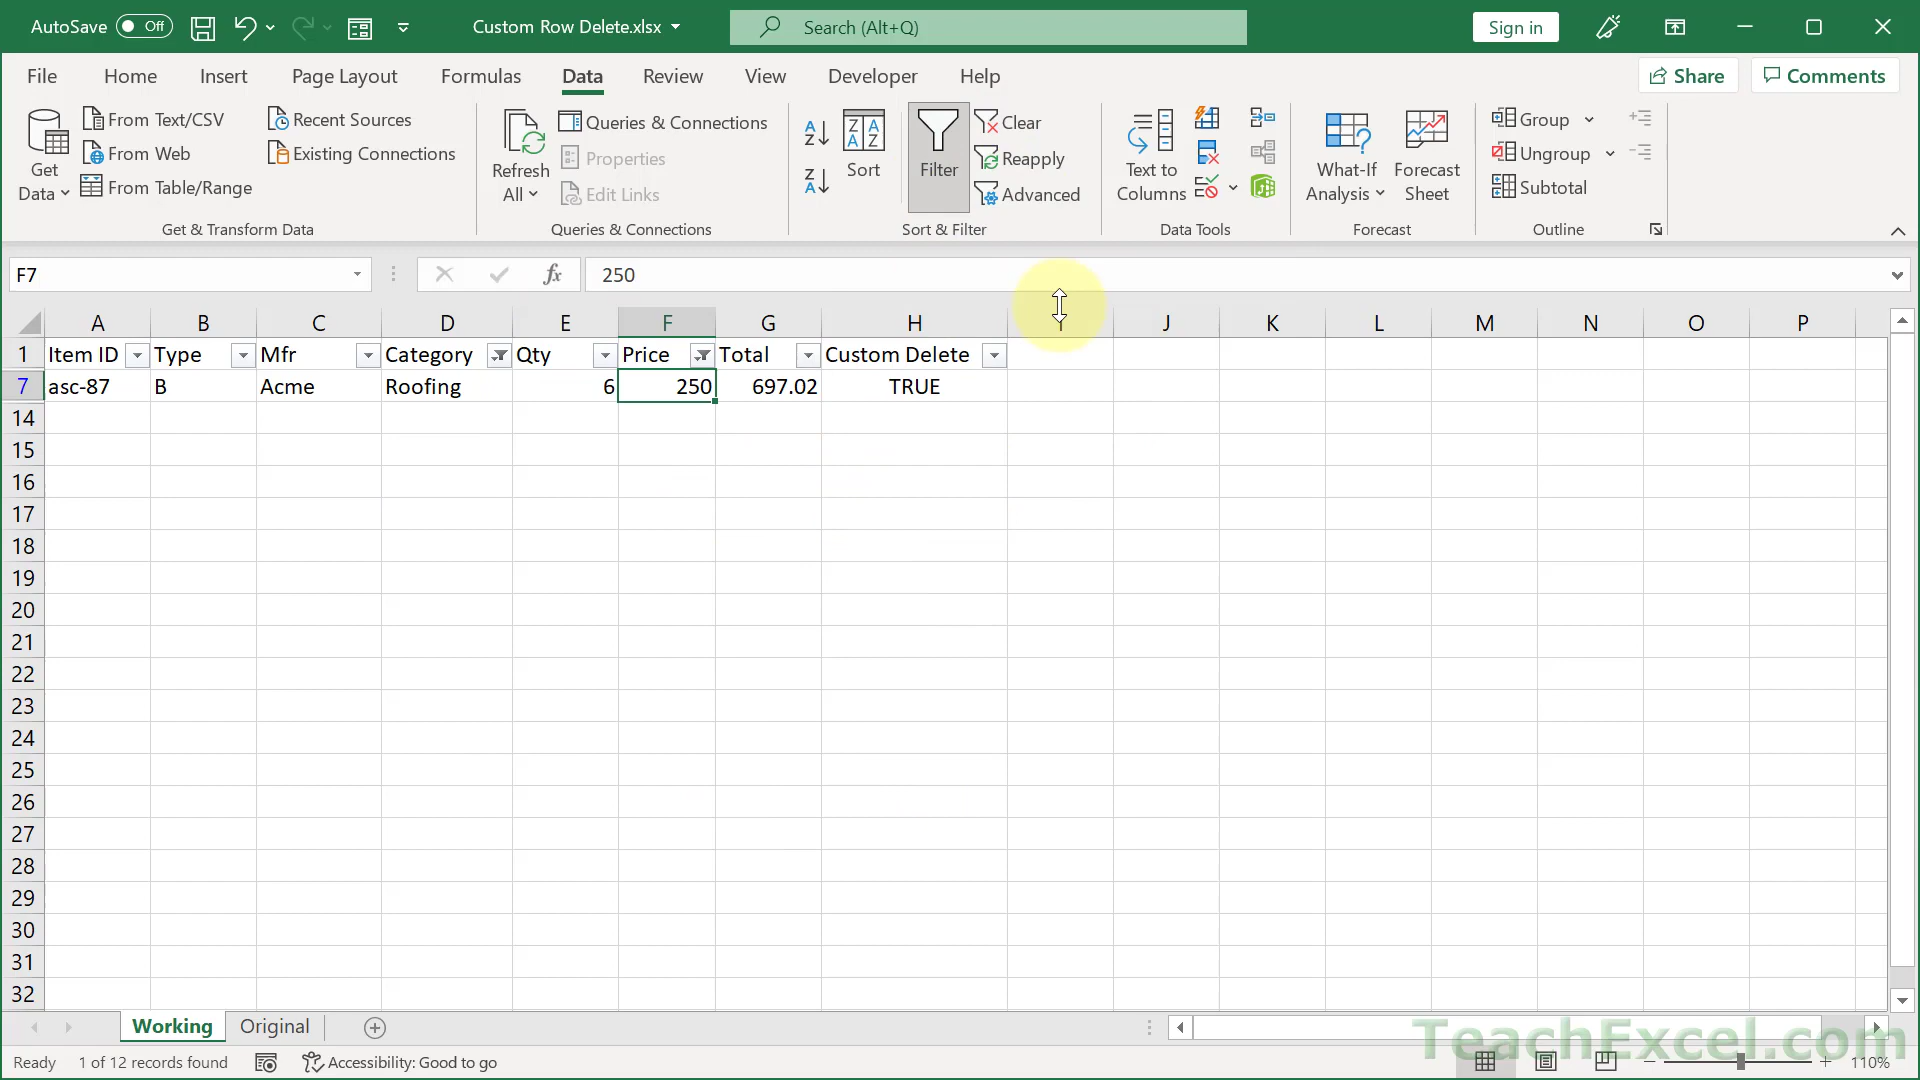 AutoSave Off
Custom Row Delete.xlsx
Search (Alt+Q)
Sign in
File Home Insert Page Layout Formulas Data Review View Developer Help
Share Comments
Get Data
From Text/CSV
From Web
From Table/Range
Recent Sources
Existing Connections
Get & Transform Data
Refresh All
Queries & Connections
Properties
Edit Links
Queries & Connections
Sort
Filter
Clear
Reapply
Advanced
Sort & Filter
Text to Columns
Data Tools
What-If Analysis
Forecast Sheet
Forecast
Group
Ungroup
Subtotal
Outline
F7 fx 250
A B C D E F G H I J K L M N O P
1 Item ID Type Mfr Category Qty Price Total Custom Delete
7 asc-87 B Acme Roofing 6 250 697.02 TRUE
14
15
16
17
18
19
20
21
22
23
24
25
26
27
28
29
30
31
32
Working Original
TeachExcel.com
Ready 1 of 12 records found Accessibility: Good to go 110%